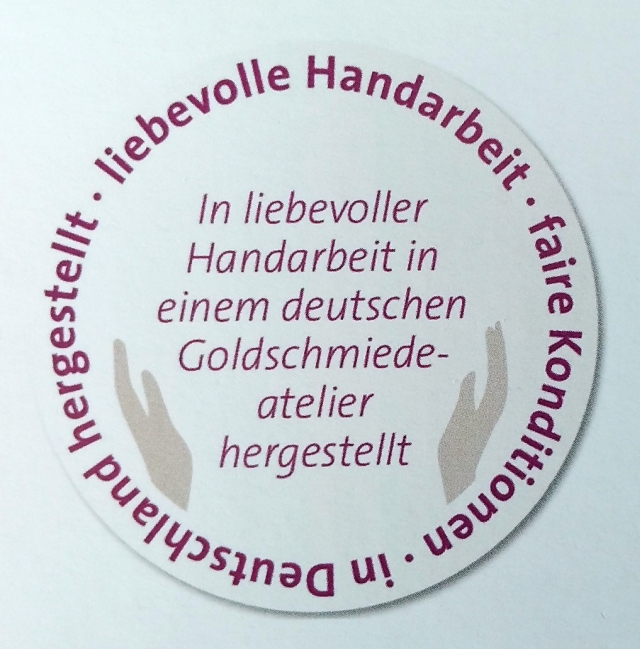 liebevolle Handarbeit · faire Konditionen · in Deutschland hergestellt ·
In liebevoller
Handarbeit in
einem deutschen
Goldschmiede-
atelier
hergestellt